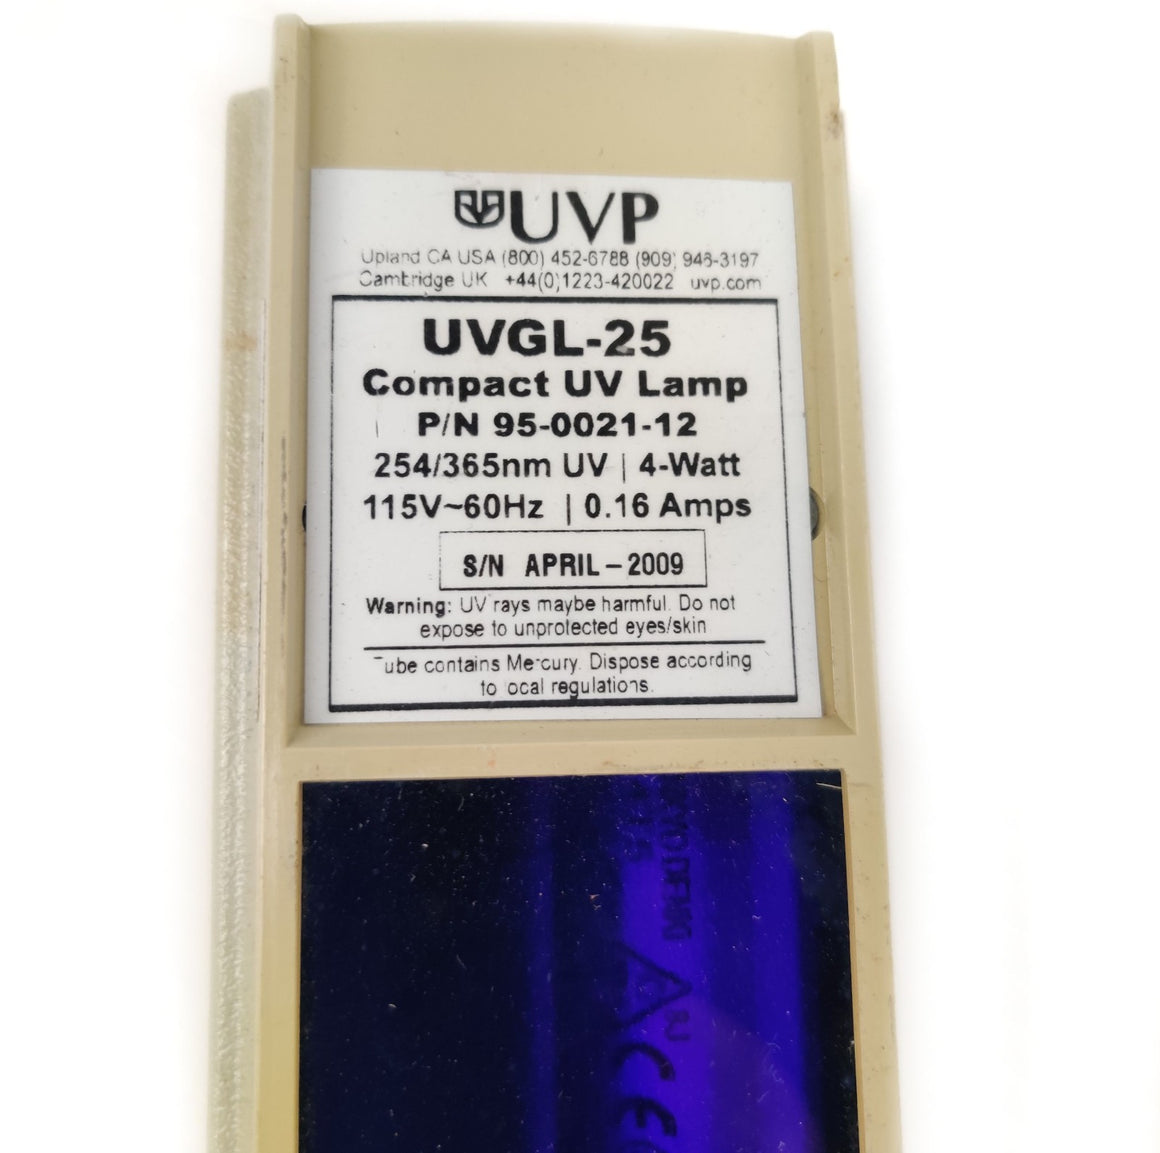 UVP
Upland CA USA (800) 452-6788 (909) 946-3197
Cambridge UK +44(0)1223-420022 uvp.com
UVGL-25
Compact UV Lamp
P/N 95-0021-12
254/365nm UV | 4-Watt
115V~60Hz | 0.16 Amps
S/N APRIL-2009
Warning: UV rays maybe harmful. Do not
expose to unprotected eyes/skin
Tube contains Mercury. Dispose according
to local regulations.
CE